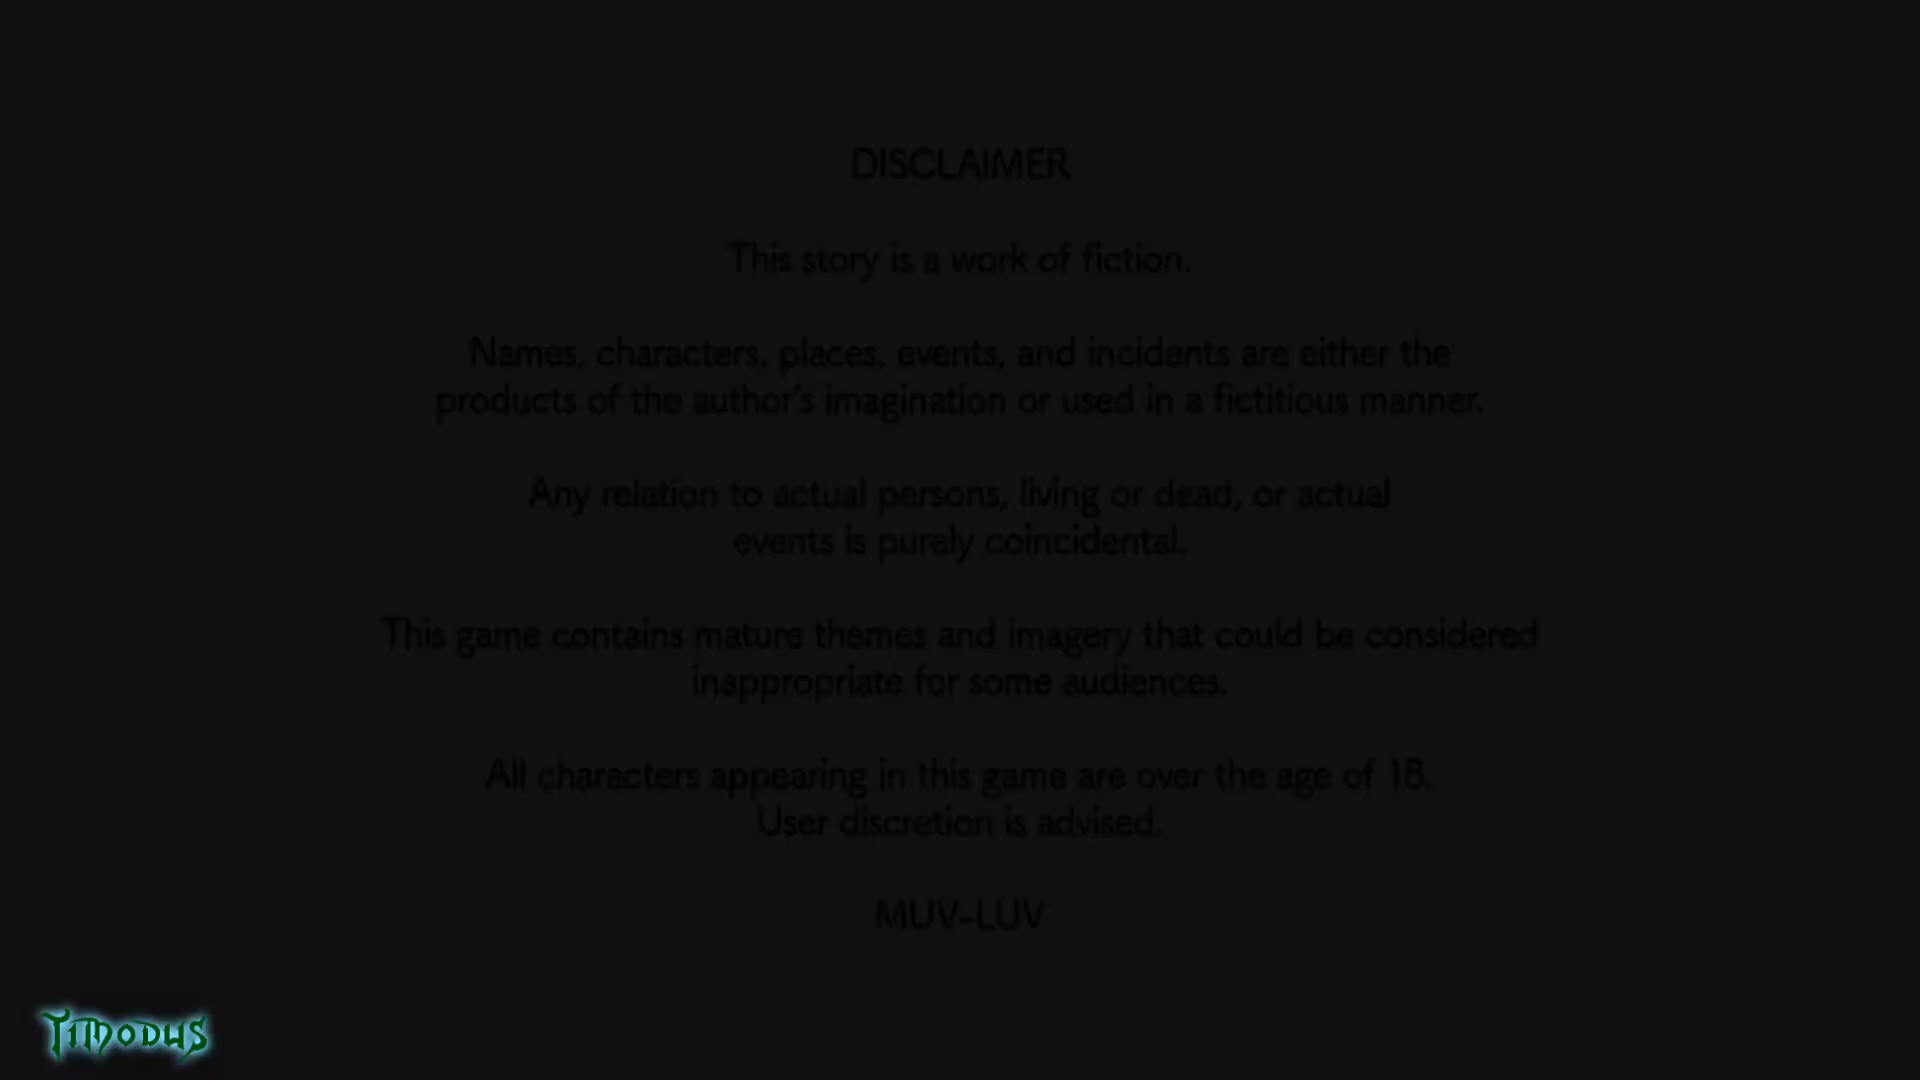 DISCLAIMER
This story is a work of fiction.
Names, characters, places, events, and incidents are either the
products of the author's imagination or used in a fictitious manner.
Any relation to actual persons, living or dead, or actual
events is purely coincidental.
This game contains mature themes and imagery that could be considered
inappropriate for some audiences.
All characters appearing in this game are over the age of 18.
User discretion is advised.
MUV-LUV
TIMODUS